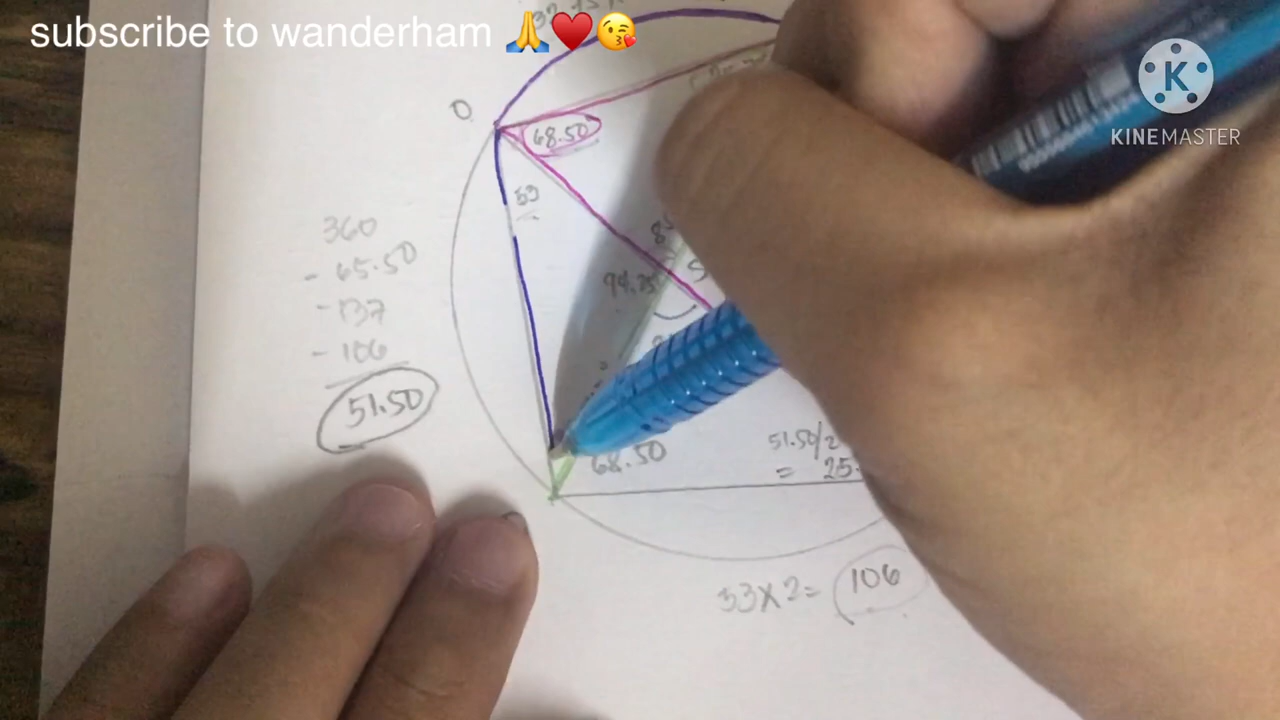 subscribe to wanderham 🙏❤️😘
KINEMASTER
O
68.50
53
360
- 65.50
- 137
- 106
51.50
94.25
68.50
51.50/2
= 25.
53x2= 106